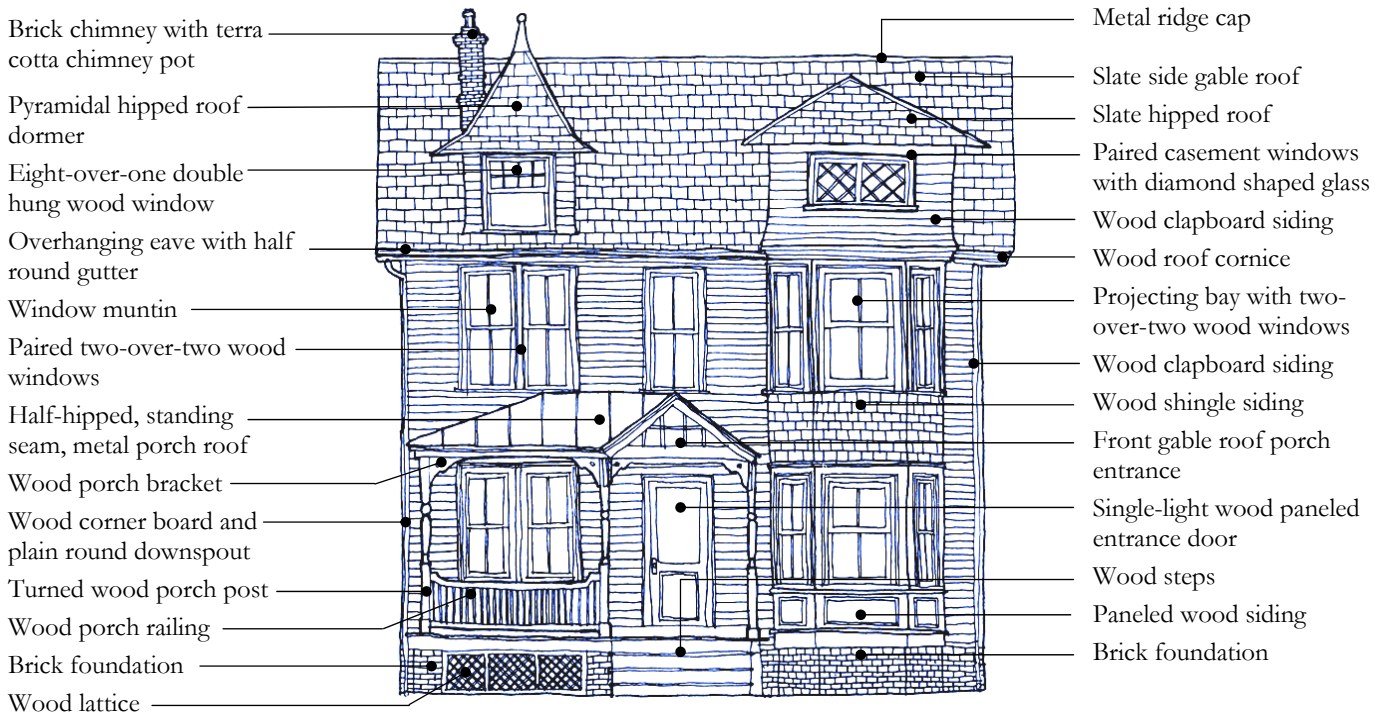 Brick chimney with terra
cotta chimney pot
Pyramidal hipped roof
dormer
Eight-over-one double
hung wood window
Overhanging eave with half
round gutter
Window muntin
Paired two-over-two wood
windows
Half-hipped, standing
seam, metal porch roof
Wood porch bracket
Wood corner board and
plain round downspout
Turned wood porch post
Wood porch railing
Brick foundation
Wood lattice
Metal ridge cap
Slate side gable roof
Slate hipped roof
Paired casement windows
with diamond shaped glass
Wood clapboard siding
Wood roof cornice
Projecting bay with two-
over-two wood windows
Wood clapboard siding
Wood shingle siding
Front gable roof porch
entrance
Single-light wood paneled
entrance door
Wood steps
Paneled wood siding
Brick foundation